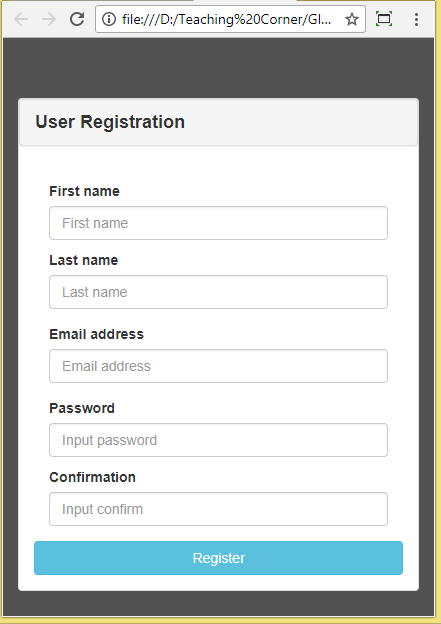 file:///D:/Teaching%20Corner/Gl
User Registration
First name
First name
Last name
Last name
Email address
Email address
Password
Input password
Confirmation
Input confirm
Register